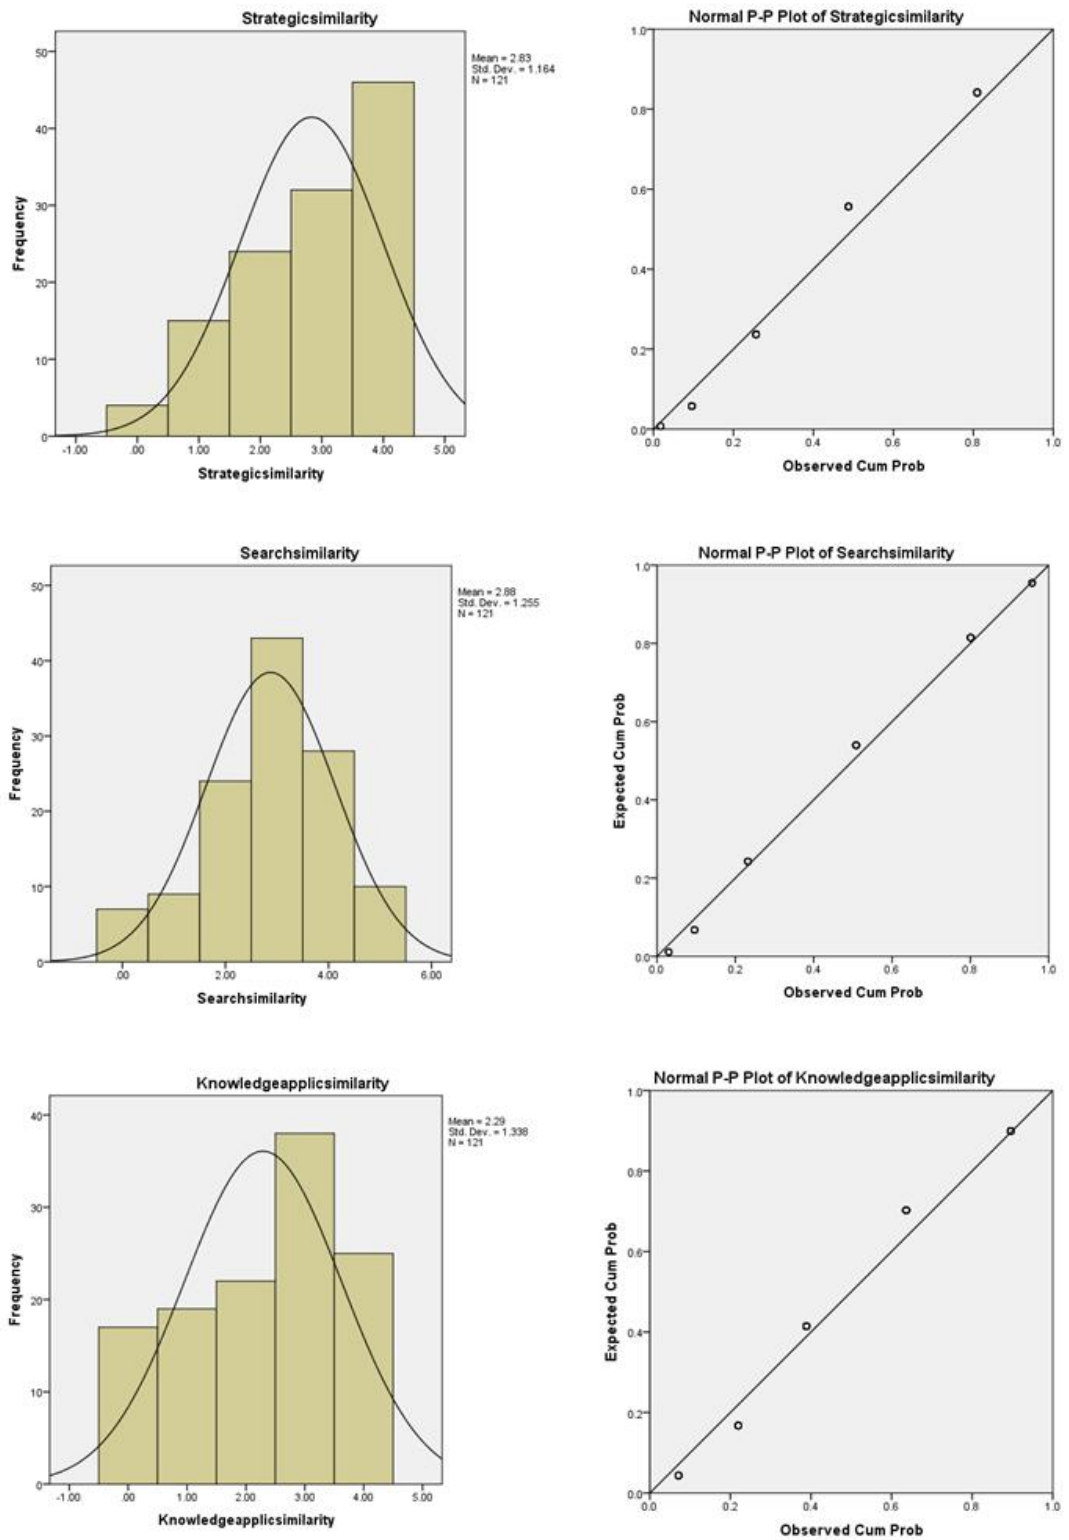 Strategicsimilarity
Mean = 2.83
Std. Dev. = 1.164
N = 121
50
40
30
20
10
0
Frequency
-1.00 .00 1.00 2.00 3.00 4.00 5.00
Strategicsimilarity
Normal P-P Plot of Strategicsimilarity
1.0
0.8
0.6
0.4
0.2
0.0
0.0 0.2 0.4 0.6 0.8 1.0
Observed Cum Prob
Searchsimilarity
Mean = 2.88
Std. Dev. = 1.255
N = 121
50
40
30
20
10
0
Frequency
.00 2.00 4.00 6.00
Searchsimilarity
Normal P-P Plot of Searchsimilarity
1.0
0.8
0.6
0.4
0.2
0.0
Expected Cum Prob
0.0 0.2 0.4 0.6 0.8 1.0
Observed Cum Prob
Knowledgeapplicsimilarity
Mean = 2.29
Std. Dev. = 1.338
N = 121
40
30
20
10
0
Frequency
-1.00 .00 1.00 2.00 3.00 4.00 5.00
Knowledgeapplicsimilarity
Normal P-P Plot of Knowledgeapplicsimilarity
1.0
0.8
0.6
0.4
0.2
0.0
Expected Cum Prob
0.0 0.2 0.4 0.6 0.8 1.0
Observed Cum Prob